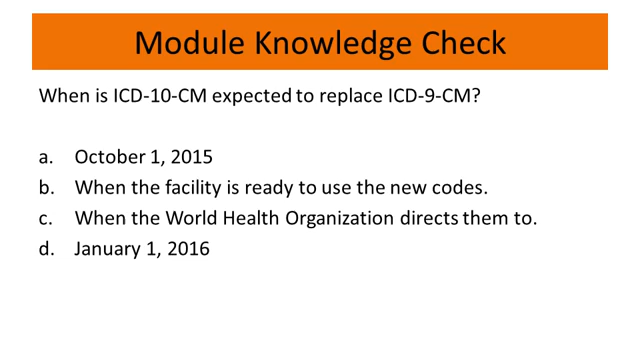 Module Knowledge Check
When is ICD-10-CM expected to replace ICD-9-CM?
a. October 1, 2015
b. When the facility is ready to use the new codes.
c. When the World Health Organization directs them to.
d. January 1, 2016